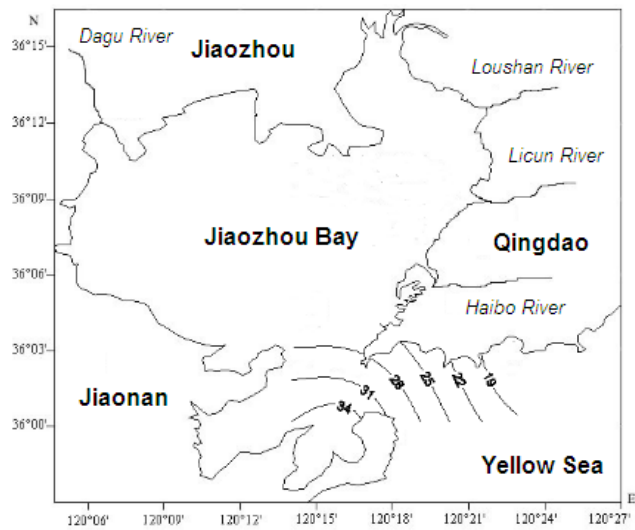 N
Dagu River
Jiaozhou
36°15'
Loushan River
36°12'
Licun River
36°09'
Jiaozhou Bay
Qingdao
36°06'
Haibo River
36°03'
Jiaonan
31
28
25
22
19
34
36°00'
Yellow Sea
E
120°06' 120°09' 120°12' 120°15' 120°18' 120°21' 120°24' 120°27'